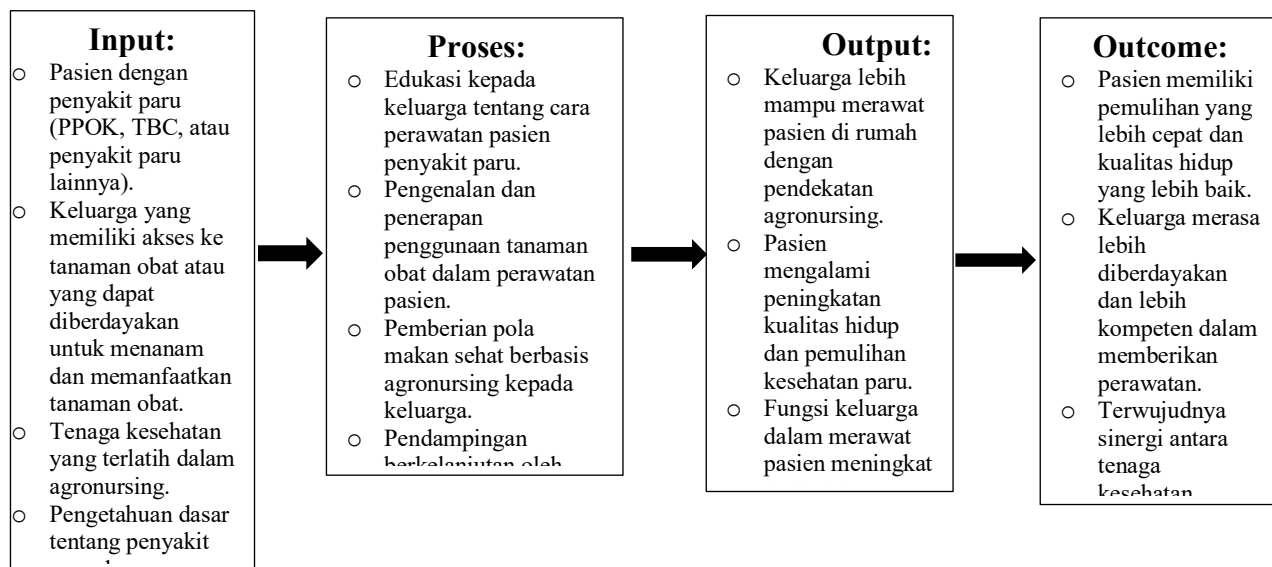 Input:
○ Pasien dengan
penyakit paru
(PPOK, TBC, atau
penyakit paru
lainnya).
○ Keluarga yang
memiliki akses ke
tanaman obat atau
yang dapat
diberdayakan
untuk menanam
dan memanfaatkan
tanaman obat.
○ Tenaga kesehatan
yang terlatih dalam
agronursing.
○ Pengetahuan dasar
tentang penyakit
Proses:
○ Edukasi kepada
keluarga tentang cara
perawatan pasien
penyakit paru.
○ Pengenalan dan
penerapan
penggunaan tanaman
obat dalam perawatan
pasien.
○ Pemberian pola
makan sehat berbasis
agronursing kepada
keluarga.
○ Pendampingan
berkelanjutan oleh
Output:
○ Keluarga lebih
mampu merawat
pasien di rumah
dengan
pendekatan
agronursing.
○ Pasien
mengalami
peningkatan
kualitas hidup
dan pemulihan
kesehatan paru.
○ Fungsi keluarga
dalam merawat
pasien meningkat
Outcome:
○ Pasien memiliki
pemulihan yang
lebih cepat dan
kualitas hidup
yang lebih baik.
○ Keluarga merasa
lebih
diberdayakan
dan lebih
kompeten dalam
memberikan
perawatan.
○ Terwujudnya
sinergi antara
tenaga
kesehatan